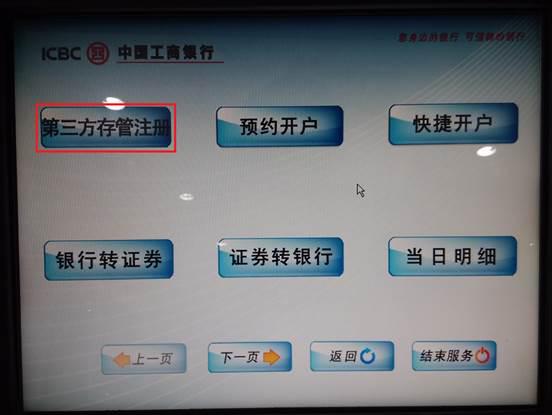 您身边的银行 可信赖的银行
ICBC 中国工商银行
第三方存管注册 预约开户 快捷开户
银行转证券 证券转银行 当日明细
上一页 下一页 返回 结束服务